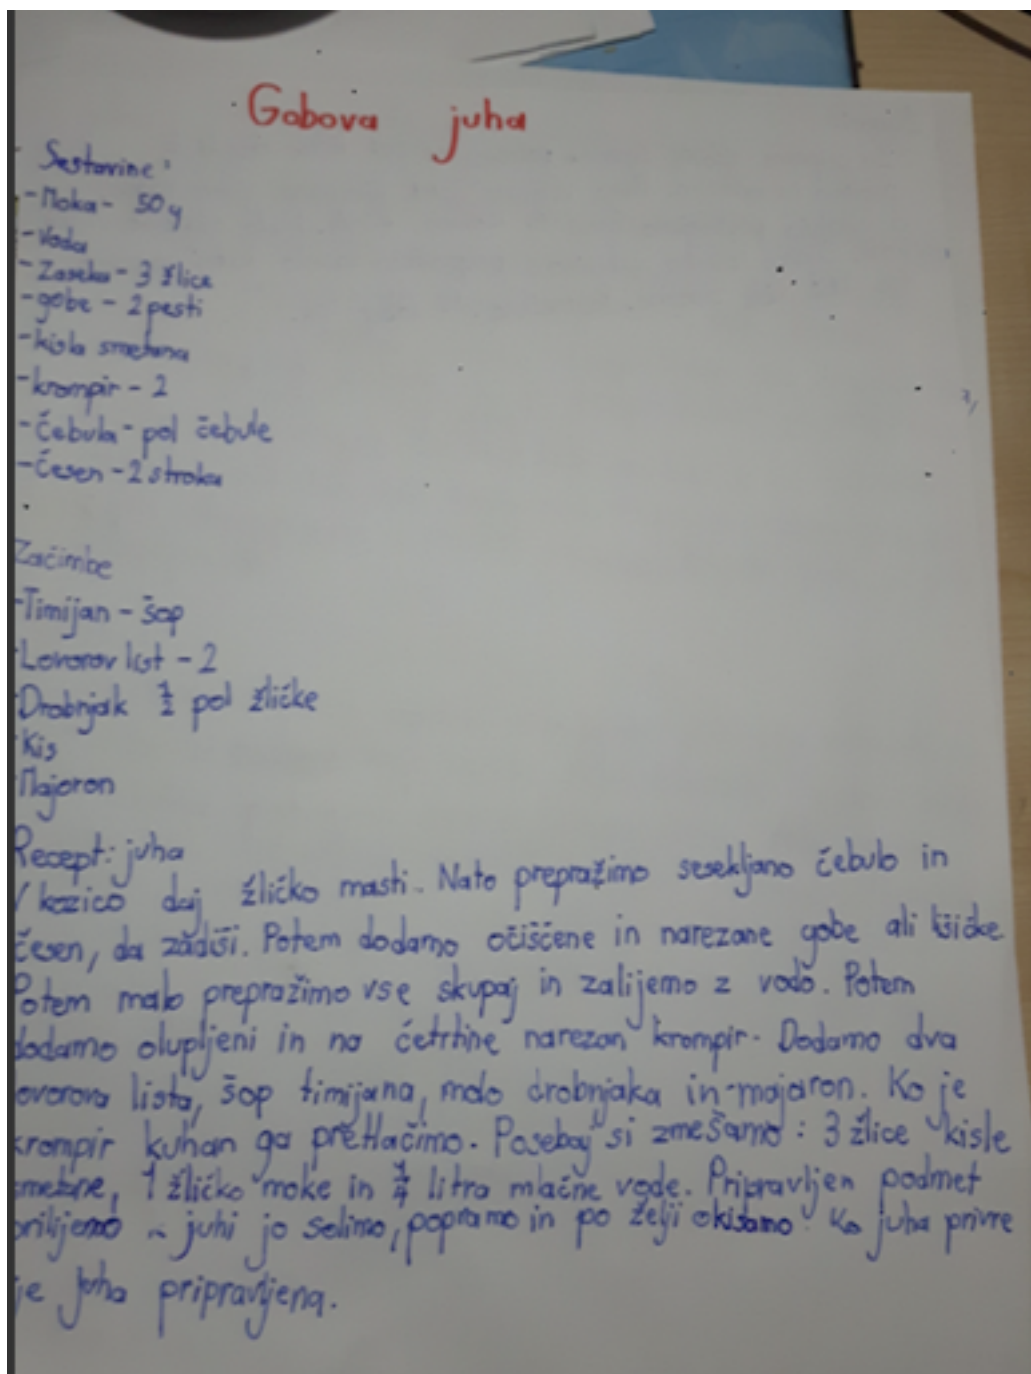 Gobova juha
Sestavine:
-Moka- 50g
-Voda
-Zaseka- 3 žlice
-gobe - 2 pesti
-kisla smetana
-krompir - 2
-Čebula- pol čebule
-Česen - 2 stroka
Začimbe
-Timijan - šop
-Lovorov list - 2
-Drobnjak ½ pol žličke
-Kis
-Majoron
Recept: juha
V kozico daj žličko masti. Nato prepražimo sesekljano čebulo in
česen, da zadiši. Potem dodamo očiščene in narezane gobe ali
Potem malo prepražimo vse skupaj in zalijemo z vodo. Potem
dodamo olupljeni in na četrtine narezan krompir. Dodamo dva
lovorova lista, šop timijana, malo drobnjaka in majaron. Ko je
krompir kuhan ga pretlačimo. Posebaj si zmešamo: 3 žlice kisle
smetane, 1 žličko moke in ¼ litra mlačne vode. Pripravljen podmet
prilijemo juhi jo solimo, popramo in po želji okisamo. Ko juha privre
je juha pripravljena.